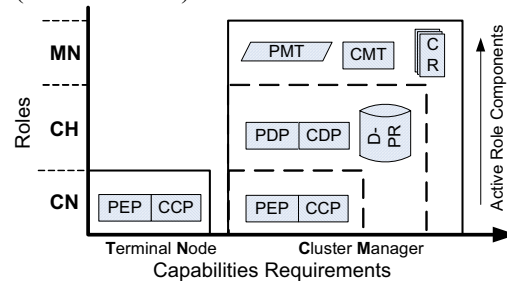 MN
PMT
CMT
C
R
CH
PDP
CDP
D-
PR
CN
PEP
CCP
PEP
CCP
Roles
Active Role Components
Terminal Node
Cluster Manager
Capabilities Requirements